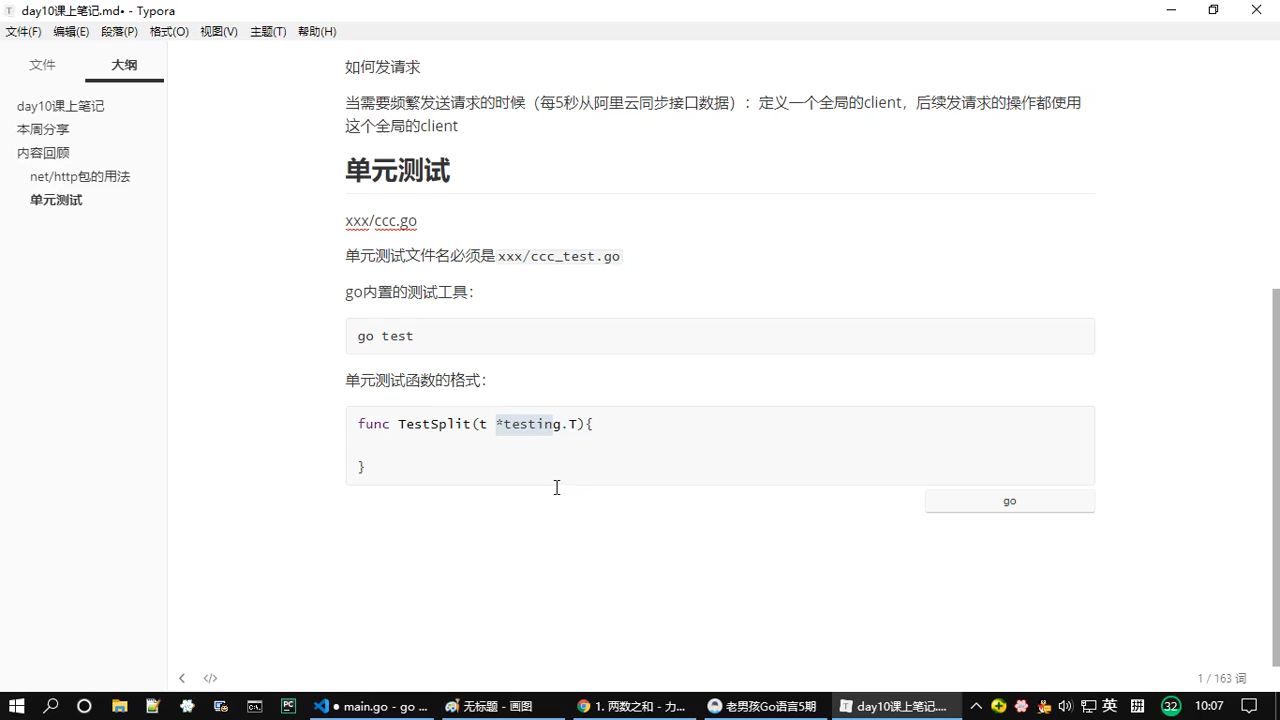 day10课上笔记.md• - Typora
文件(F) 编辑(E) 段落(P) 格式(O) 视图(V) 主题(T) 帮助(H)
文件 大纲
day10课上笔记
本周分享
内容回顾
net/http包的用法
单元测试
如何发请求
当需要频繁发送请求的时候（每5秒从阿里云同步接口数据）：定义一个全局的client，后续发请求的操作都使用
这个全局的client
单元测试
xxx/ccc.go
单元测试文件名必须是xxx/ccc_test.go
go内置的测试工具：
go test
单元测试函数的格式：
func TestSplit(t *testing.T){
}
go
</> 1 / 163 词
● main.go - go ... 无标题 - 画图 1. 两数之和 - 力... 老男孩Go语言5期 day10课上笔记.... 英 拼 32 10:07